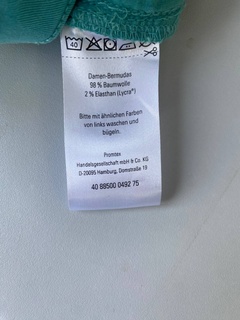 40
Damen-Bermudas
98 % Baumwolle
2 % Elasthan (Lycra®)
Bitte mit ähnlichen Farben
von links waschen und
bügeln.
Promotex
Handelsgesellschaft mbH & Co. KG
D-20095 Hamburg, Domstraße 19
40 88500 0492 75